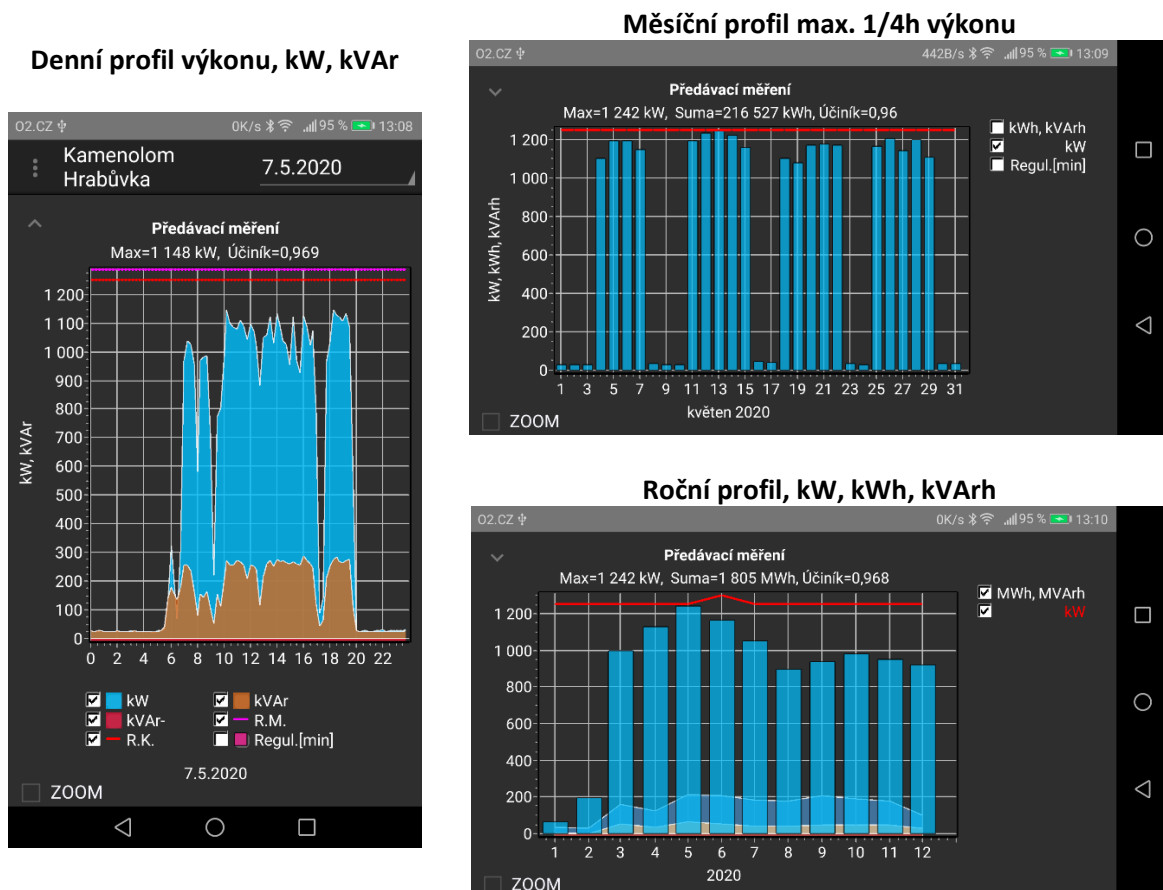 Denní profil výkonu, kW, kVAr
O2.CZ
0K/s 95 % 13:08
Kamenolom
Hrabůvka
7.5.2020
Předávací měření
Max=1 148 kW, Účiník=0,969
kW, kVAr
1 200
1 100
1 000
900
800
700
600
500
400
300
200
100
0
0 2 4 6 8 10 12 14 16 18 20 22
kW kVAr
kVAr- R.M.
R.K. Regul.[min]
7.5.2020
ZOOM
Měsíční profil max. 1/4h výkonu
O2.CZ
442B/s 95 % 13:09
Předávací měření
Max=1 242 kW, Suma=216 527 kWh, Účiník=0,96
kWh, kVArh
kW
Regul.[min]
kW, kWh, kVArh
1 200
1 000
800
600
400
200
0
1 3 5 7 9 11 13 15 17 19 21 23 25 27 29 31
květen 2020
ZOOM
Roční profil, kW, kWh, kVArh
O2.CZ
0K/s 95 % 13:10
Předávací měření
Max=1 242 kW, Suma=1 805 MWh, Účiník=0,968
MWh, MVArh
kW
1 200
1 000
800
600
400
200
0
1 2 3 4 5 6 7 8 9 10 11 12
2020
ZOOM